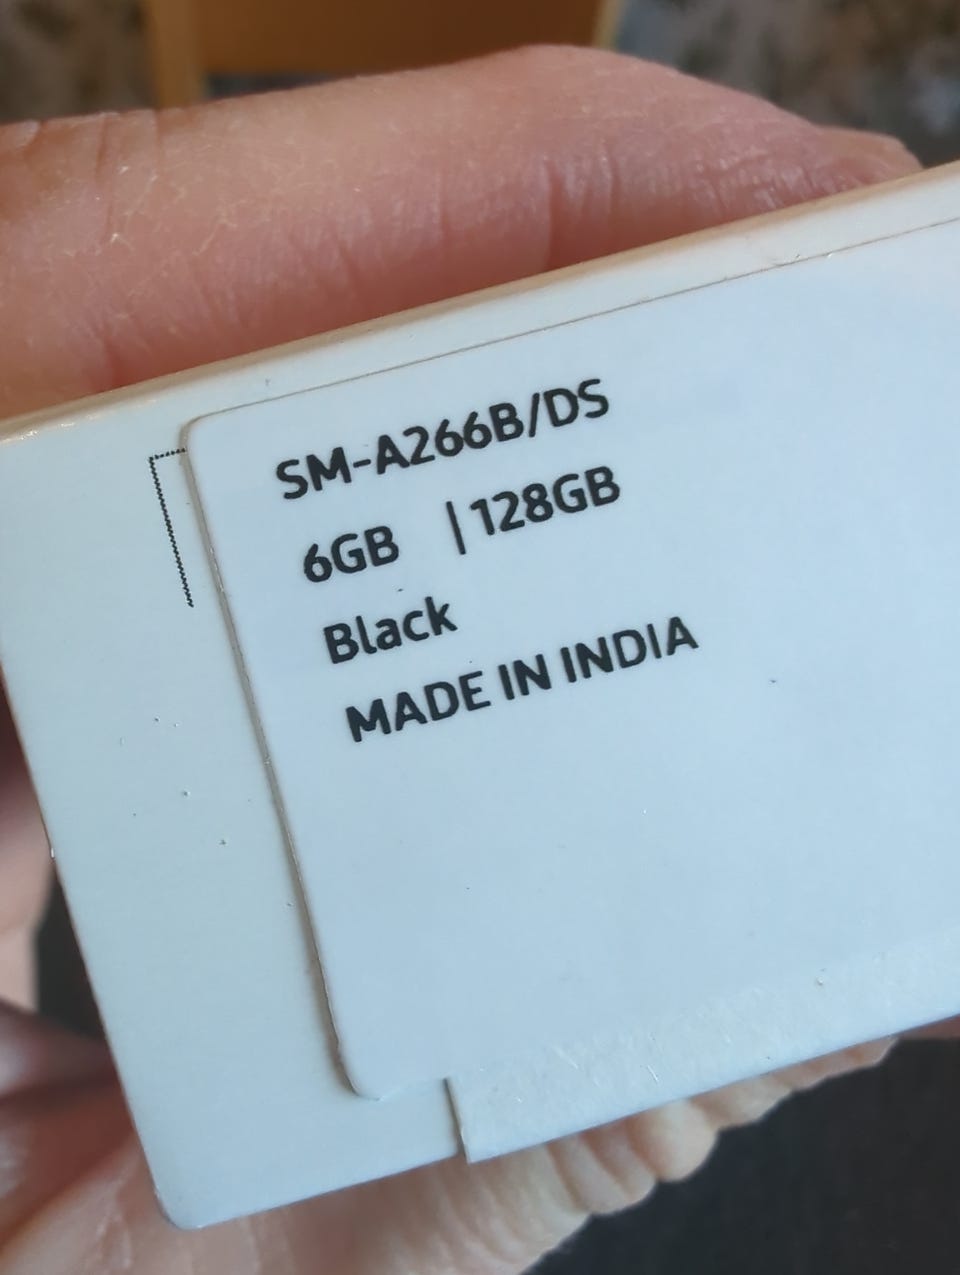 SM-A266B/DS
6GB | 128GB
Black
MADE IN INDIA